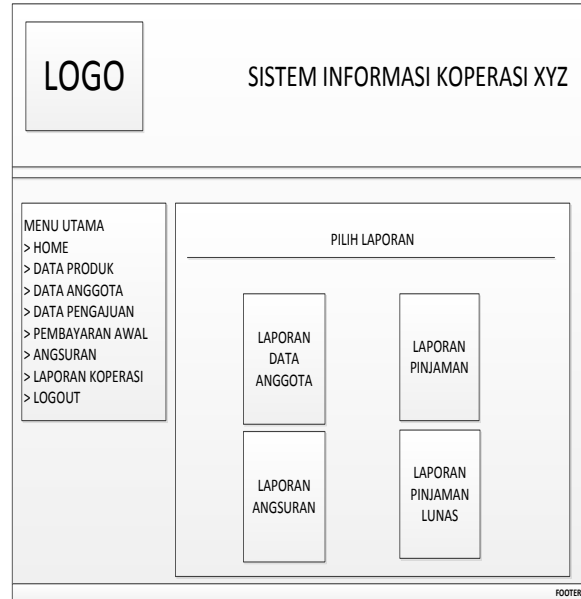 LOGO
SISTEM INFORMASI KOPERASI XYZ
MENU UTAMA
> HOME
> DATA PRODUK
> DATA ANGGOTA
> DATA PENGAJUAN
> PEMBAYARAN AWAL
> ANGSURAN
> LAPORAN KOPERASI
> LOGOUT
PILIH LAPORAN
LAPORAN
DATA
ANGGOTA
LAPORAN
PINJAMAN
LAPORAN
ANGSURAN
LAPORAN
PINJAMAN
LUNAS
FOOTER